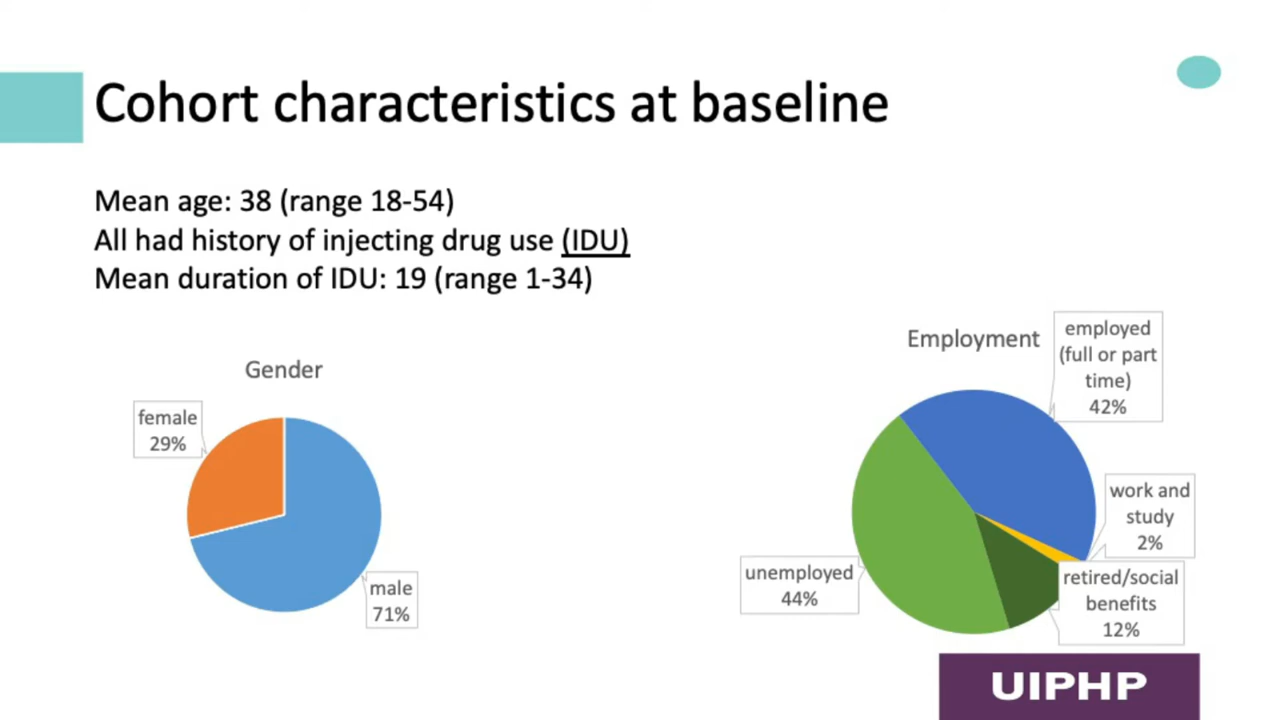 Cohort characteristics at baseline
Mean age: 38 (range 18-54)
All had history of injecting drug use (IDU)
Mean duration of IDU: 19 (range 1-34)
Gender
female
29%
male
71%
Employment
employed
(full or part
time)
42%
work and
study
2%
retired/social
benefits
12%
unemployed
44%
UIPHP